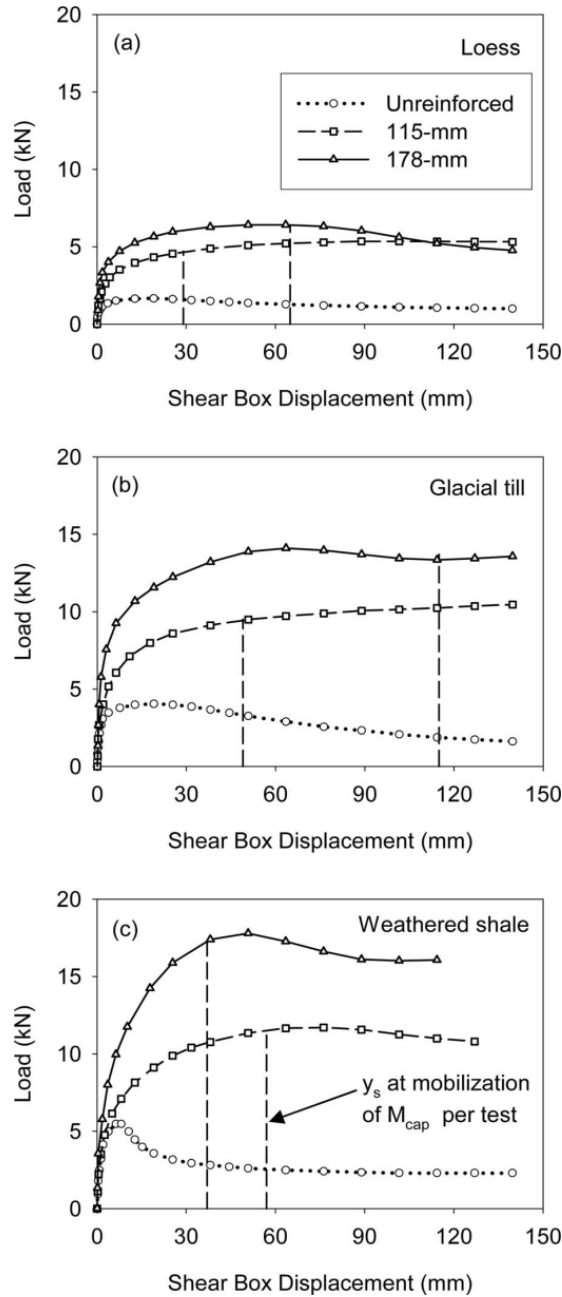 (a)
Loess
Unreinforced
115-mm
178-mm
Load (kN)
20
15
10
5
0
0 30 60 90 120 150
Shear Box Displacement (mm)
(b)
Glacial till
Load (kN)
20
15
10
5
0
0 30 60 90 120 150
Shear Box Displacement (mm)
(c)
Weathered shale
y_s at mobilization
of M_cap per test
Load (kN)
20
15
10
5
0
0 30 60 90 120 150
Shear Box Displacement (mm)